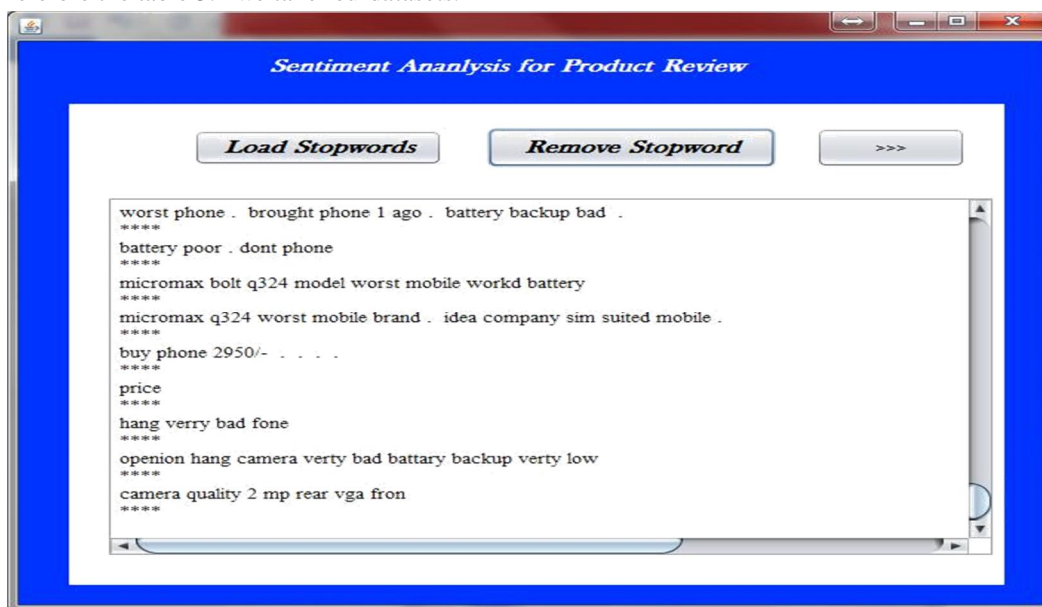 Sentiment Ananlysis for Product Review
Load Stopwords Remove Stopword >>>
worst phone . brought phone 1 ago . battery backup bad .
****
battery poor . dont phone
****
micromax bolt q324 model worst mobile workd battery
****
micromax q324 worst mobile brand . idea company sim suited mobile .
****
buy phone 2950/- . . . .
****
price
****
hang verry bad fone
****
openion hang camera verty bad battary backup verty low
****
camera quality 2 mp rear vga fron
****